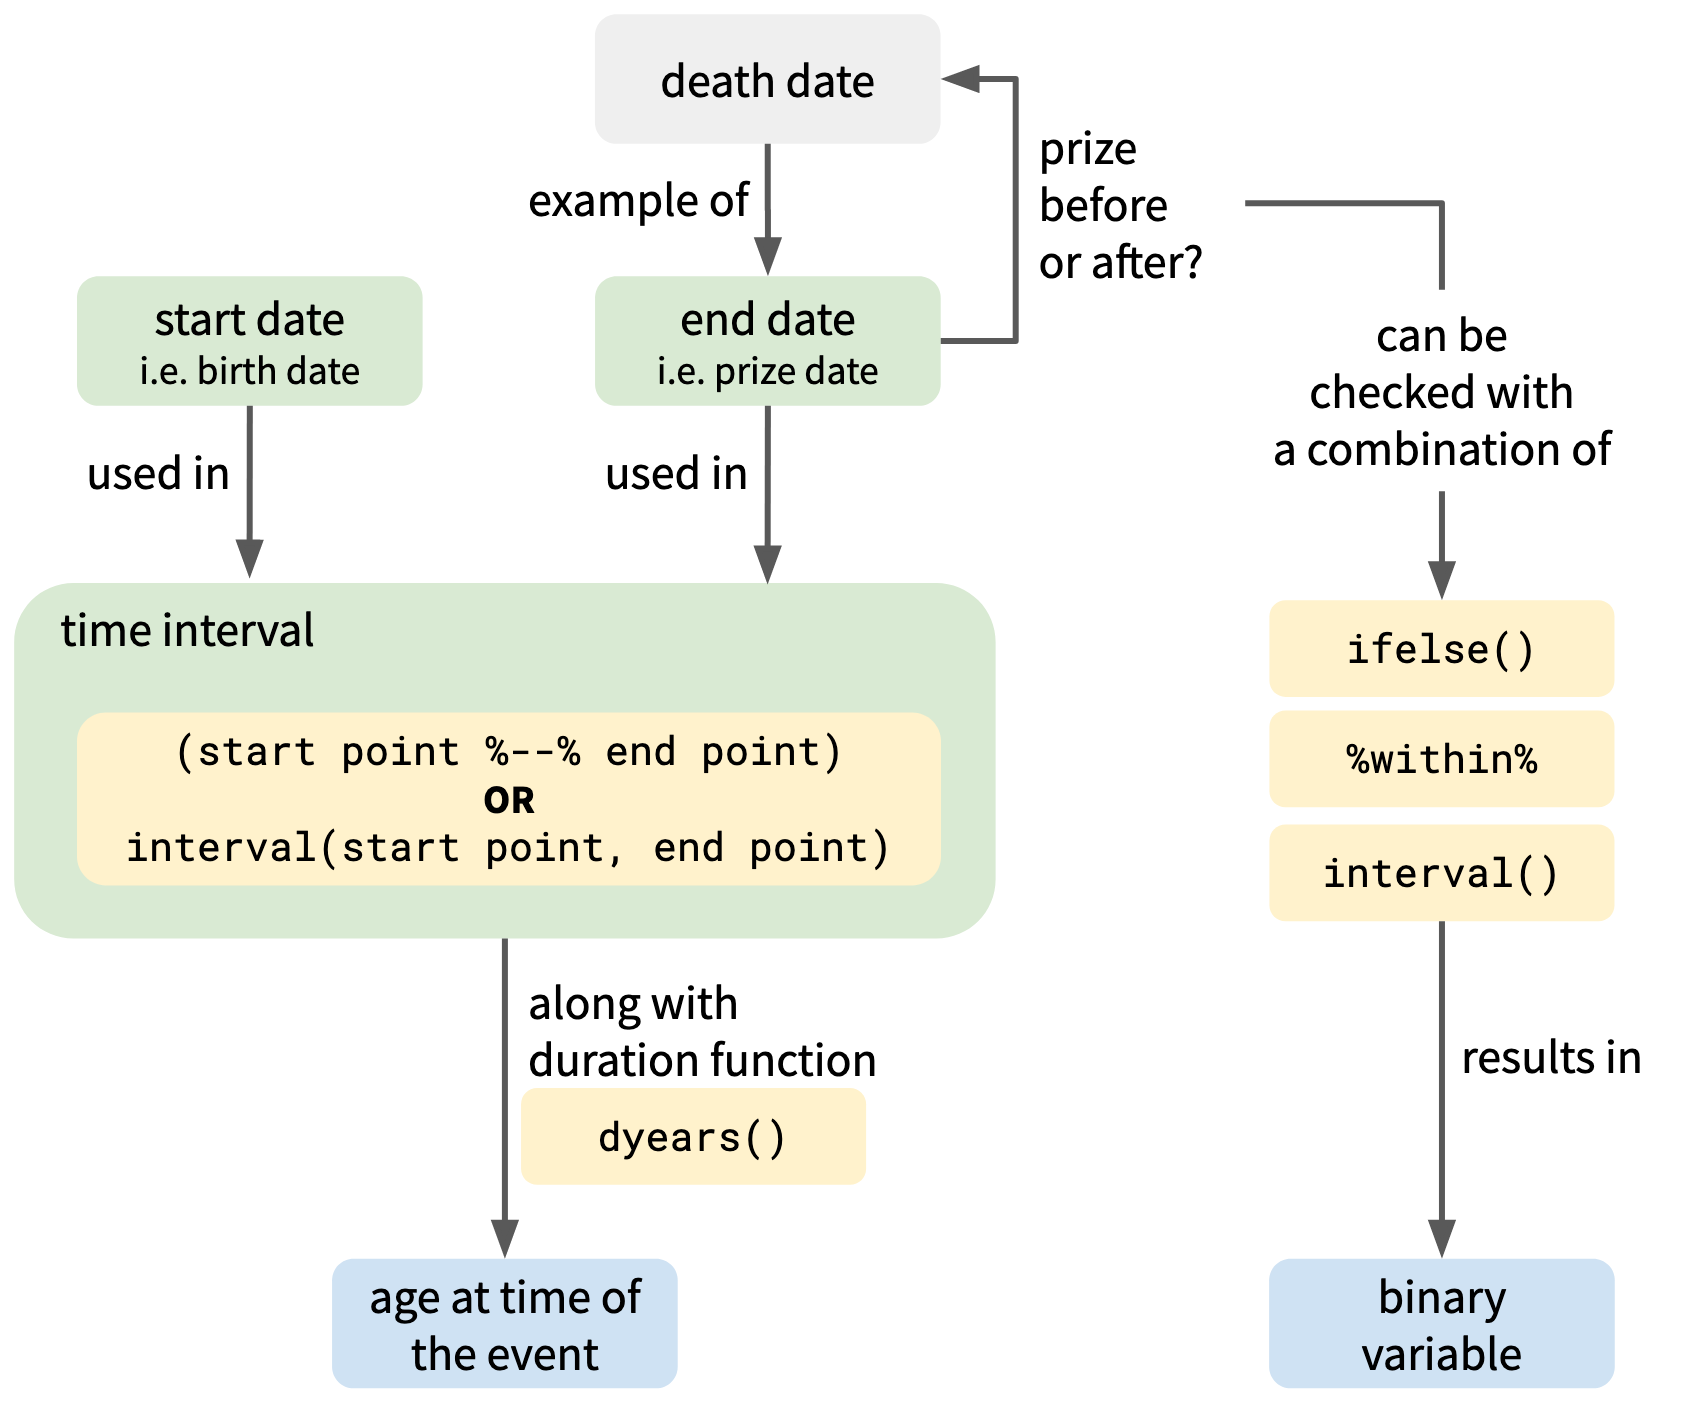 death date
example of
prize
before
or after?
start date
i.e. birth date
end date
i.e. prize date
can be
checked with
a combination of
used in
used in
time interval
(start point %--% end point)
OR
interval(start point, end point)
ifelse()
%within%
interval()
along with
duration function
dyears()
results in
age at time of
the event
binary
variable